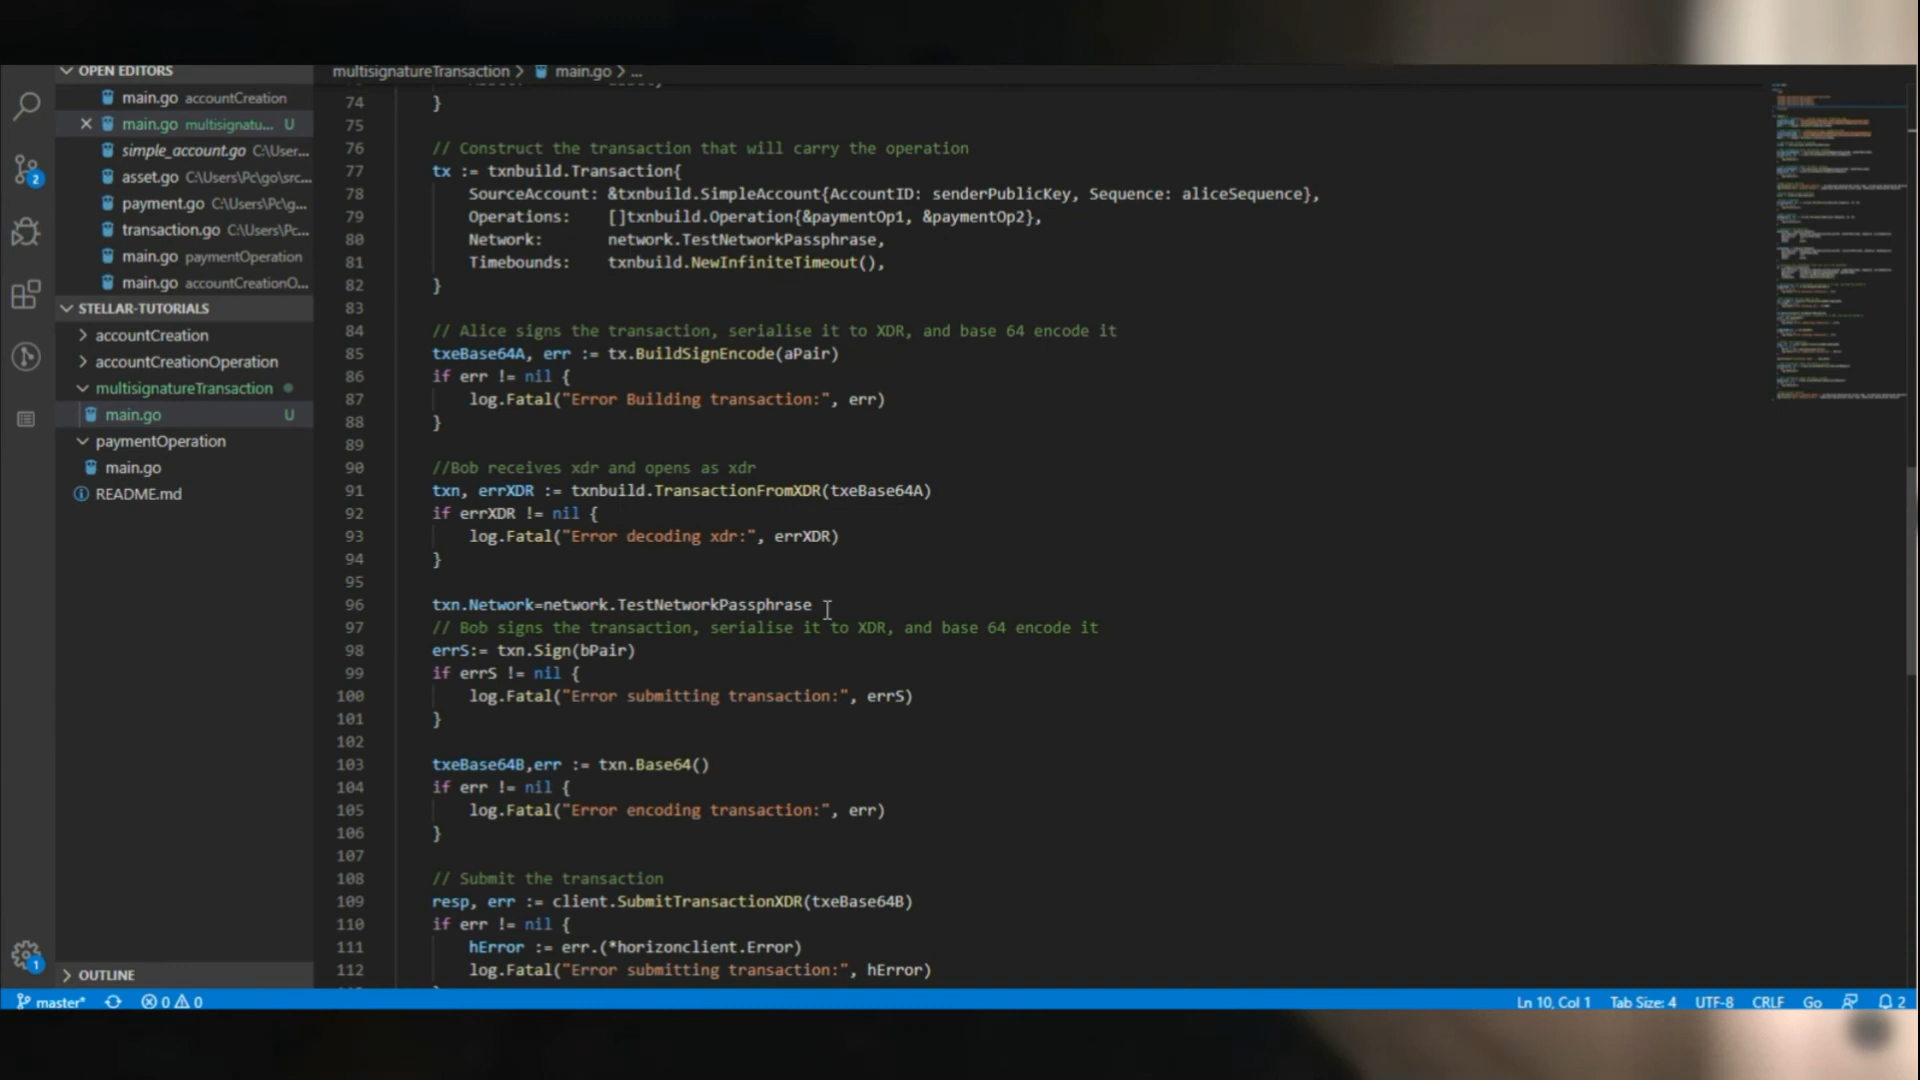 OPEN EDITORS
main.go accountCreation
main.go multisignatu... U
simple_account.go C:\User...
asset.go C:\Users\Pc\go\src...
payment.go C:\Users\Pc\g...
transaction.go C:\Users\Pc...
main.go paymentOperation
main.go accountCreationO...
STELLAR-TUTORIALS
accountCreation
accountCreationOperation
multisignatureTransaction
main.go U
paymentOperation
main.go
README.md
OUTLINE
2
1
multisignatureTransaction > main.go > ...
74 }
75
76 // Construct the transaction that will carry the operation
77 tx := txnbuild.Transaction{
78 SourceAccount: &txnbuild.SimpleAccount{AccountID: senderPublicKey, Sequence: aliceSequence},
79 Operations: []txnbuild.Operation{&paymentOp1, &paymentOp2},
80 Network: network.TestNetworkPassphrase,
81 Timebounds: txnbuild.NewInfiniteTimeout(),
82 }
83
84 // Alice signs the transaction, serialise it to XDR, and base 64 encode it
85 txeBase64A, err := tx.BuildSignEncode(aPair)
86 if err != nil {
87 log.Fatal("Error Building transaction:", err)
88 }
89
90 //Bob receives xdr and opens as xdr
91 txn, errXDR := txnbuild.TransactionFromXDR(txeBase64A)
92 if errXDR != nil {
93 log.Fatal("Error decoding xdr:", errXDR)
94 }
95
96 txn.Network=network.TestNetworkPassphrase
97 // Bob signs the transaction, serialise it to XDR, and base 64 encode it
98 errS:= txn.Sign(bPair)
99 if errS != nil {
100 log.Fatal("Error submitting transaction:", errS)
101 }
102
103 txeBase64B,err := txn.Base64()
104 if err != nil {
105 log.Fatal("Error encoding transaction:", err)
106 }
107
108 // Submit the transaction
109 resp, err := client.SubmitTransactionXDR(txeBase64B)
110 if err != nil {
111 hError := err.(*horizonclient.Error)
112 log.Fatal("Error submitting transaction:", hError)
master* 0 0 Ln 10, Col 1 Tab Size: 4 UTF-8 CRLF Go 2